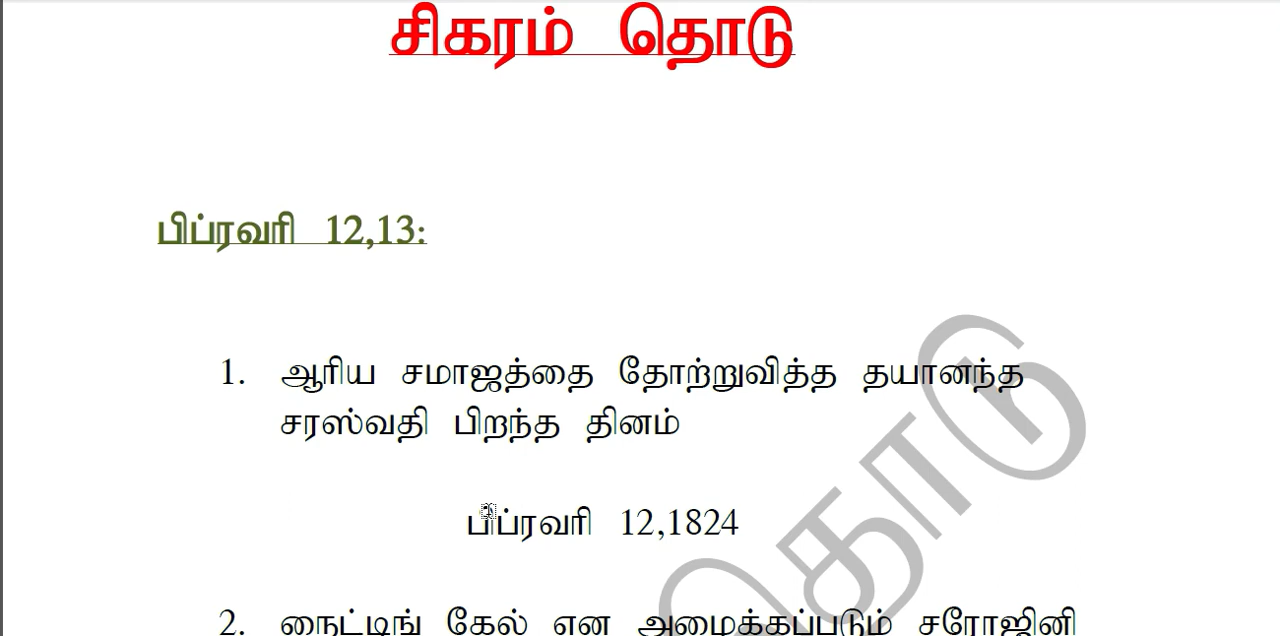 சிகரம் தொடு
பிப்ரவரி 12,13:
1. ஆரிய சமாஜத்தை தோற்றுவித்த தயானந்த
சரஸ்வதி பிறந்த தினம்
பிப்ரவரி 12,1824
2. நைட்டிங் கேல் என அழைக்கப்படும் சரோஜினி
தொடு